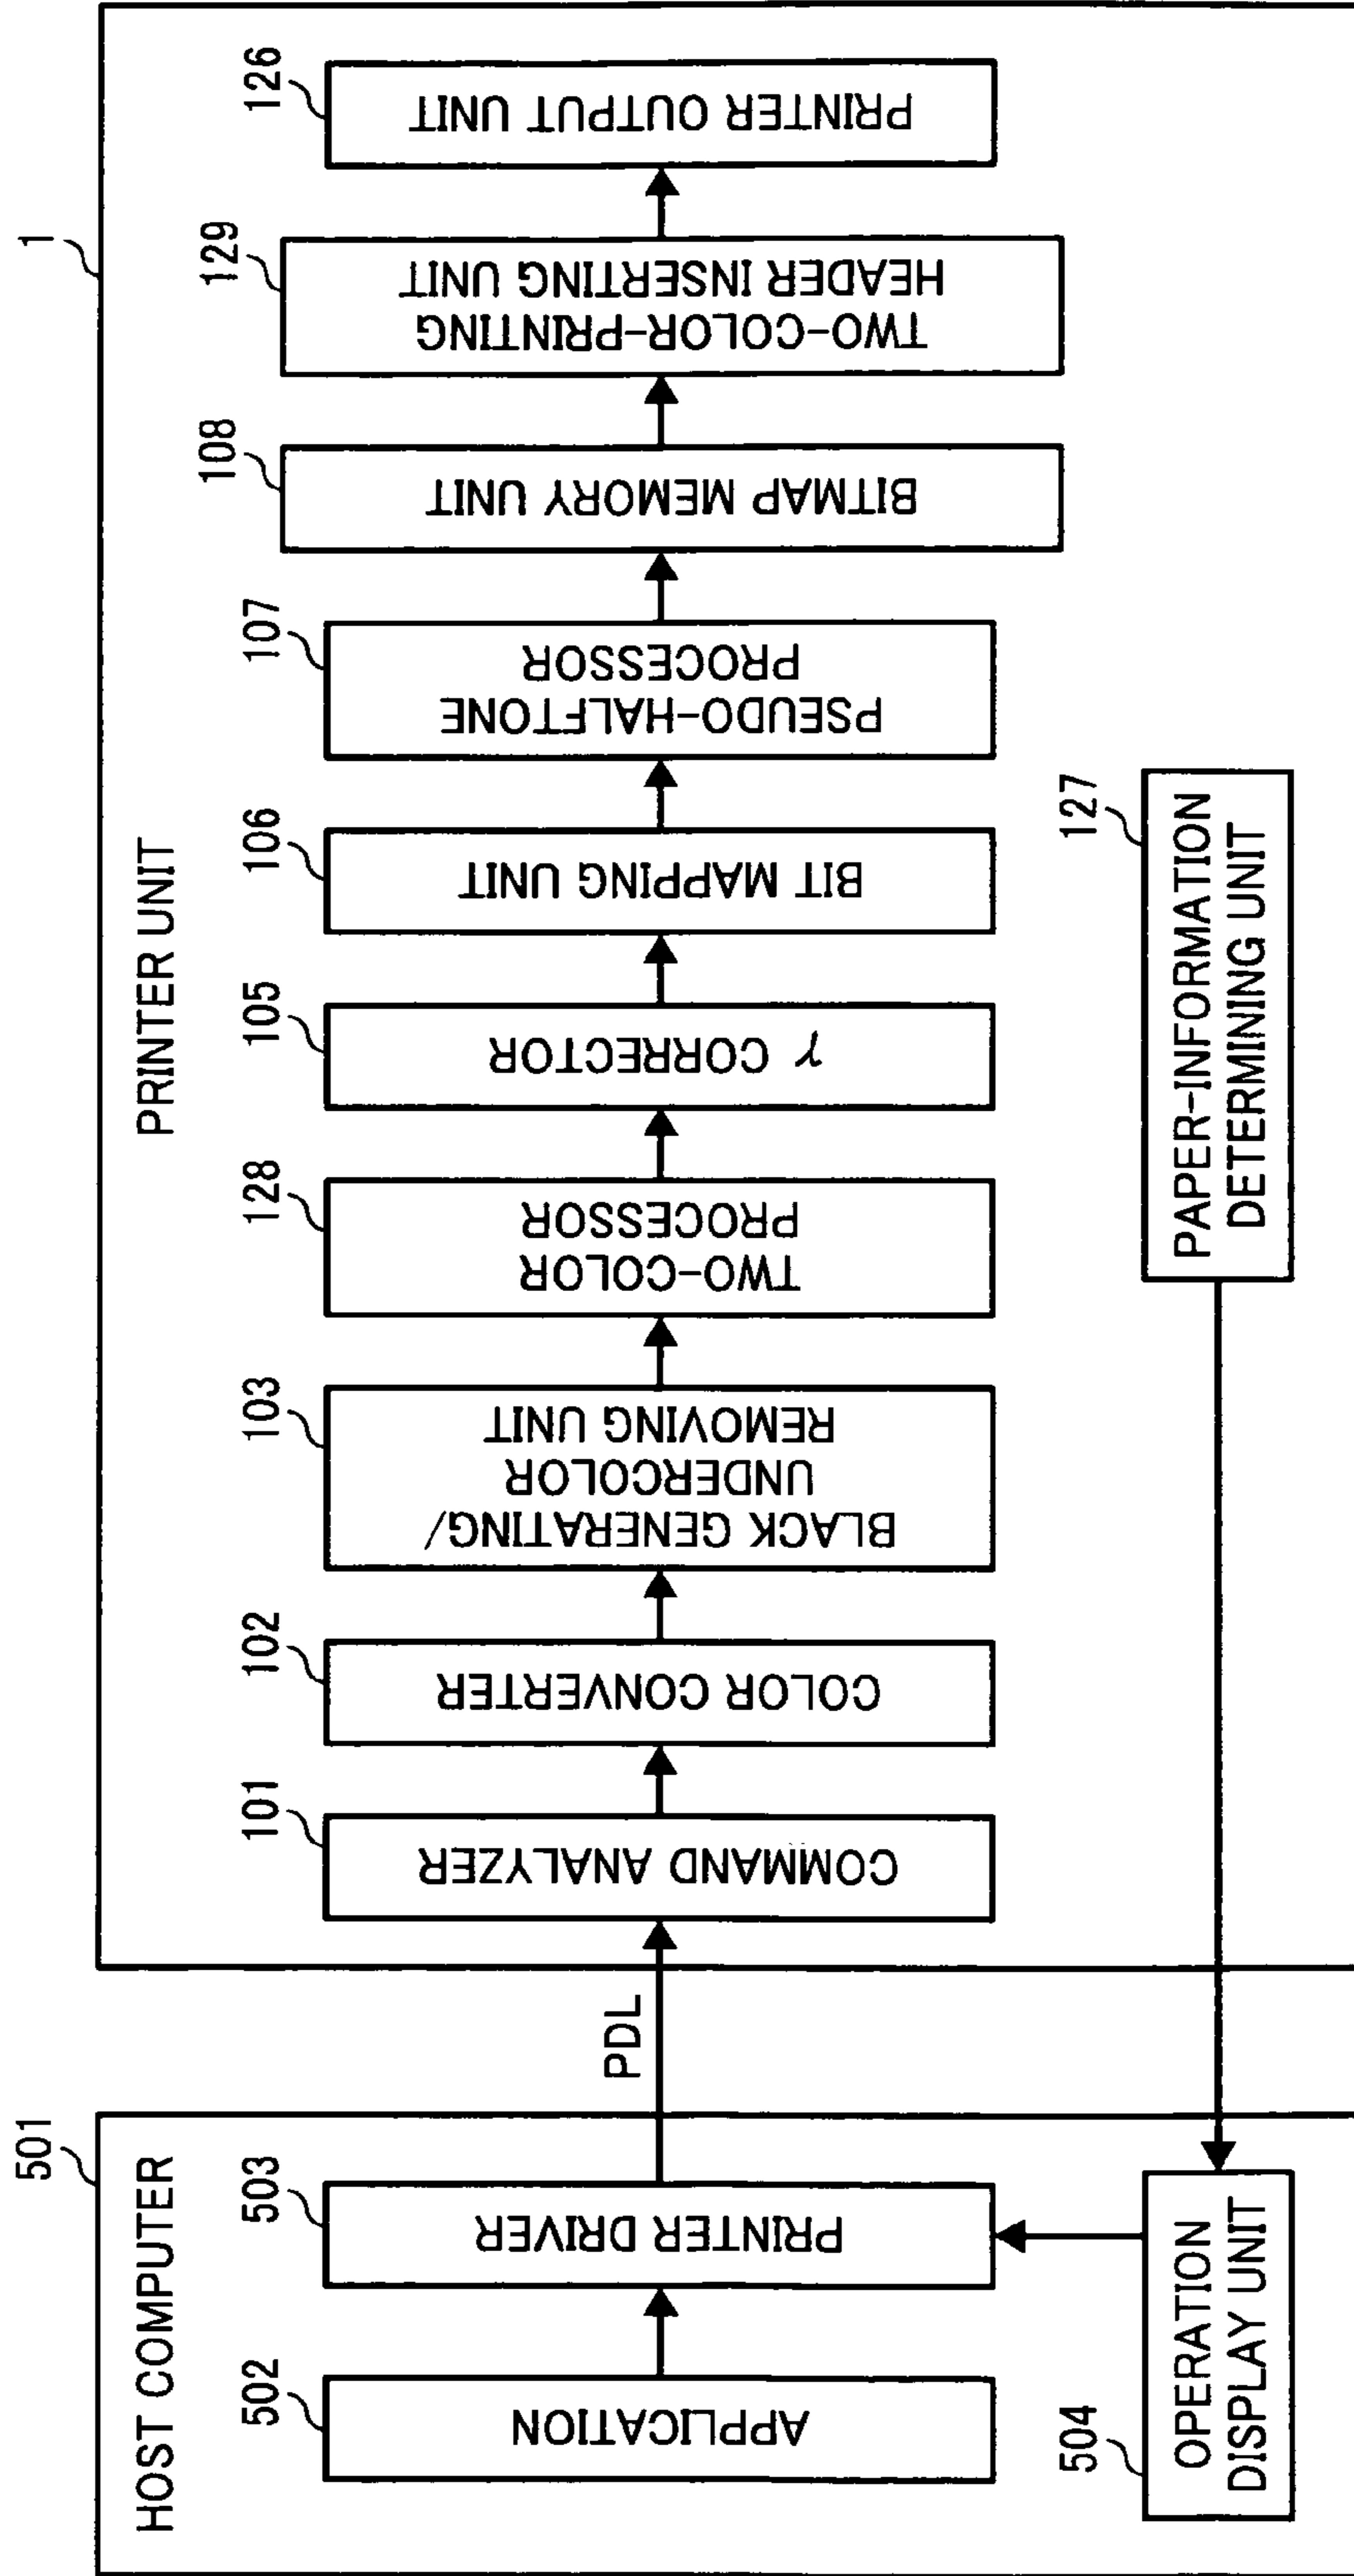 HOST COMPUTER
501
APPLICATION
502
PRINTER DRIVER
503
OPERATION
DISPLAY UNIT
504
PDL
PRINTER UNIT
1
COMMAND ANALYZER
101
COLOR CONVERTER
102
BLACK GENERATING/
UNDERCOLOR
REMOVING UNIT
103
TWO-COLOR
PROCESSOR
128
γ CORRECTOR
105
BIT MAPPING UNIT
106
PSEUDO-HALFTONE
PROCESSOR
107
BITMAP MEMORY UNIT
108
TWO-COLOR-PRINTING
HEADER INSERTING UNIT
129
PRINTER OUTPUT UNIT
126
PAPER-INFORMATION
DETERMINING UNIT
127